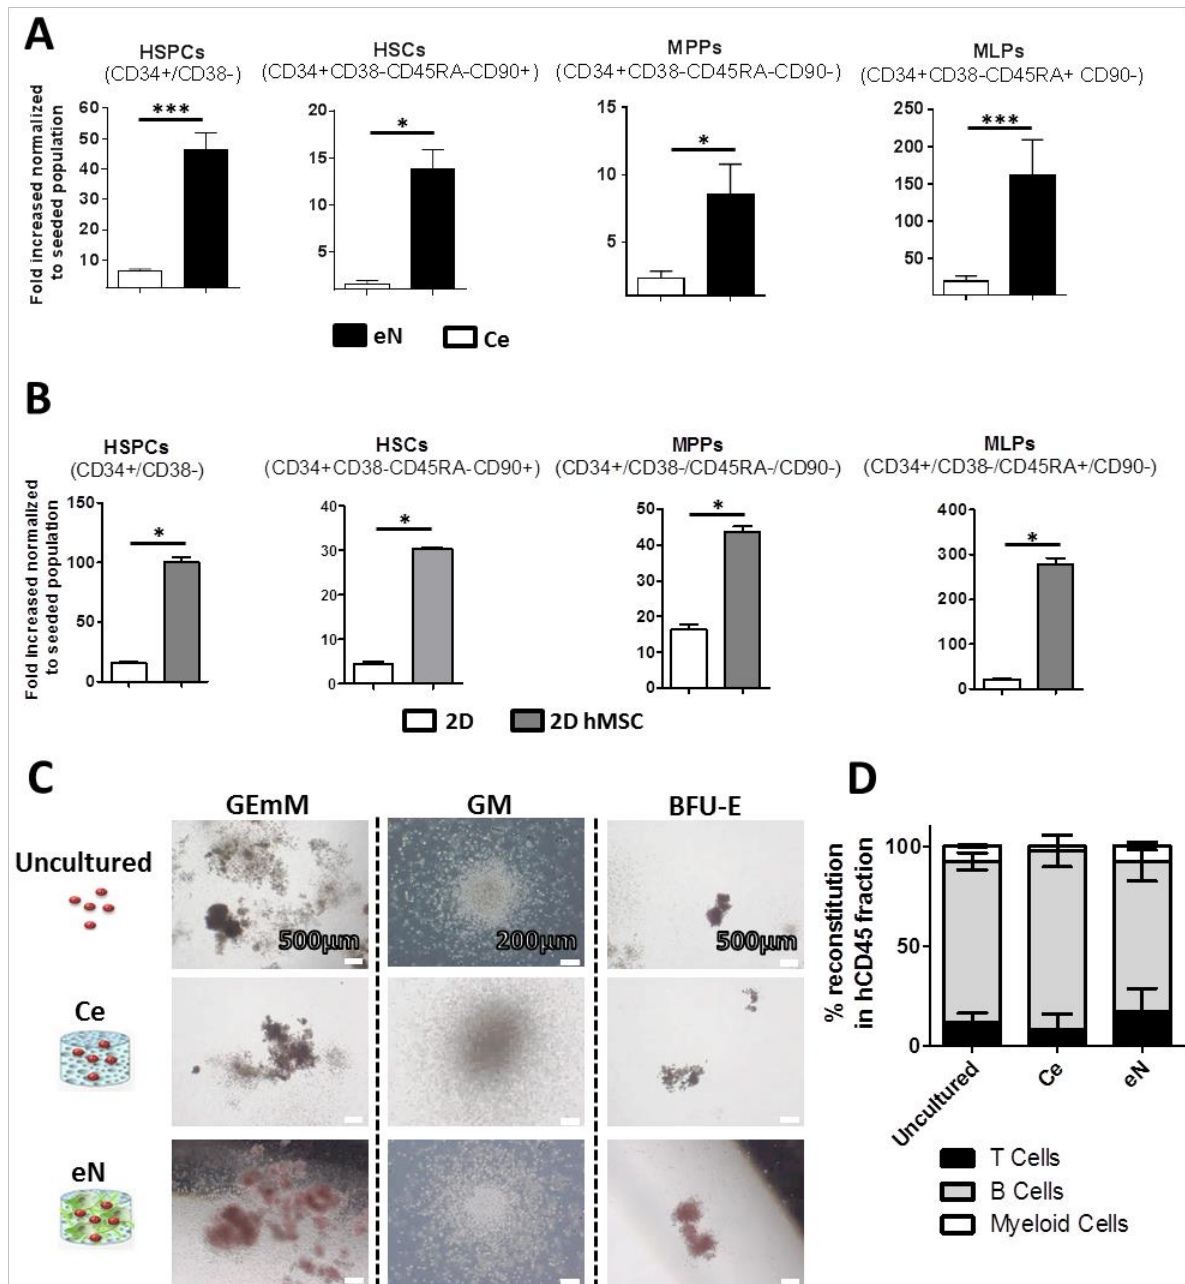 A
HSPCs
(CD34+/CD38-)
HSCs
(CD34+CD38-CD45RA-CD90+)
MPPs
(CD34+CD38-CD45RA-CD90-)
MLPs
(CD34+CD38-CD45RA+ CD90-)
Fold increased normalized
to seeded population
60
50
40
30
20
10
***
20
15
10
5
*
15
10
5
*
250
200
150
100
50
***
eN
Ce
B
HSPCs
(CD34+/CD38-)
HSCs
(CD34+CD38-CD45RA-CD90+)
MPPs
(CD34+/CD38-/CD45RA-/CD90-)
MLPs
(CD34+/CD38-/CD45RA+/CD90-)
Fold Increased normalized
to seeded population
150
100
50
0
*
40
30
20
10
0
*
50
40
30
20
10
0
*
400
300
200
100
0
*
2D
2D hMSC
C
GEmM
GM
BFU-E
Uncultured
500µm
200µm
500µm
Ce
eN
D
% reconstitution
in hCD45 fraction
100
50
0
Uncultured
Ce
eN
T Cells
B Cells
Myeloid Cells